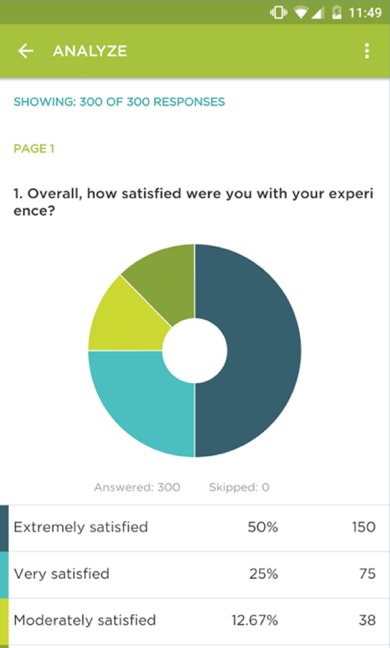 11:49
ANALYZE
SHOWING: 300 OF 300 RESPONSES
PAGE 1
1. Overall, how satisfied were you with your experi
ence?
Answered: 300 Skipped: 0
Extremely satisfied 50% 150
Very satisfied 25% 75
Moderately satisfied 12.67% 38